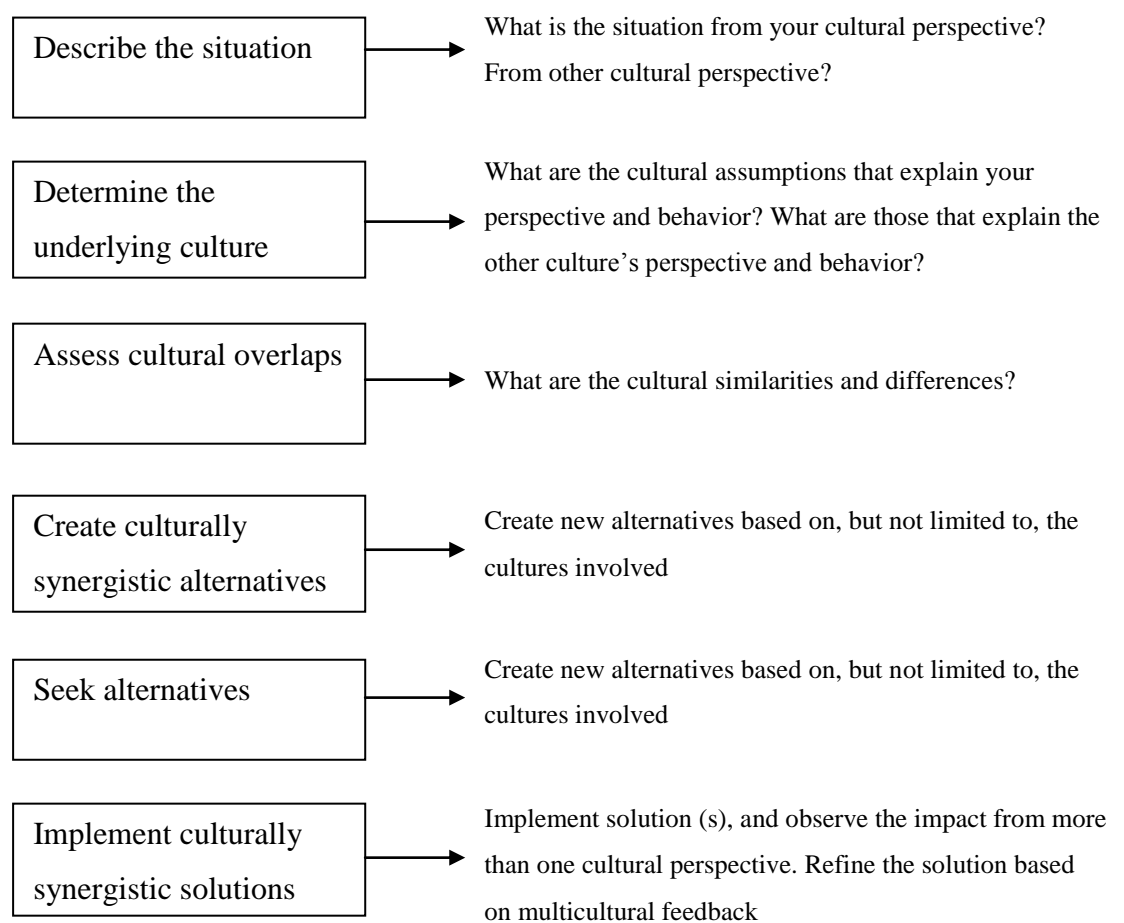 Describe the situation
What is the situation from your cultural perspective?
From other cultural perspective?
Determine the
underlying culture
What are the cultural assumptions that explain your
perspective and behavior? What are those that explain the
other culture’s perspective and behavior?
Assess cultural overlaps
What are the cultural similarities and differences?
Create culturally
synergistic alternatives
Create new alternatives based on, but not limited to, the
cultures involved
Seek alternatives
Create new alternatives based on, but not limited to, the
cultures involved
Implement culturally
synergistic solutions
Implement solution (s), and observe the impact from more
than one cultural perspective. Refine the solution based
on multicultural feedback